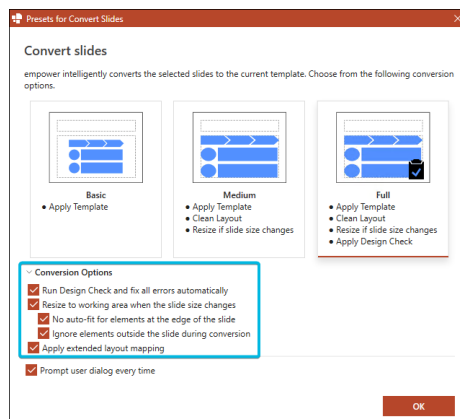 Presets for Convert Slides
Convert slides
empower intelligently converts the selected slides to the current template. Choose from the following conversion
options.
Basic
• Apply Template
Medium
• Apply Template
• Clean Layout
• Resize if slide size changes
Full
• Apply Template
• Clean Layout
• Resize if slide size changes
• Apply Design Check
Conversion Options
Run Design Check and fix all errors automatically
Resize to working area when the slide size changes
No auto-fit for elements at the edge of the slide
Ignore elements outside the slide during conversion
Apply extended layout mapping
Prompt user dialog every time
OK